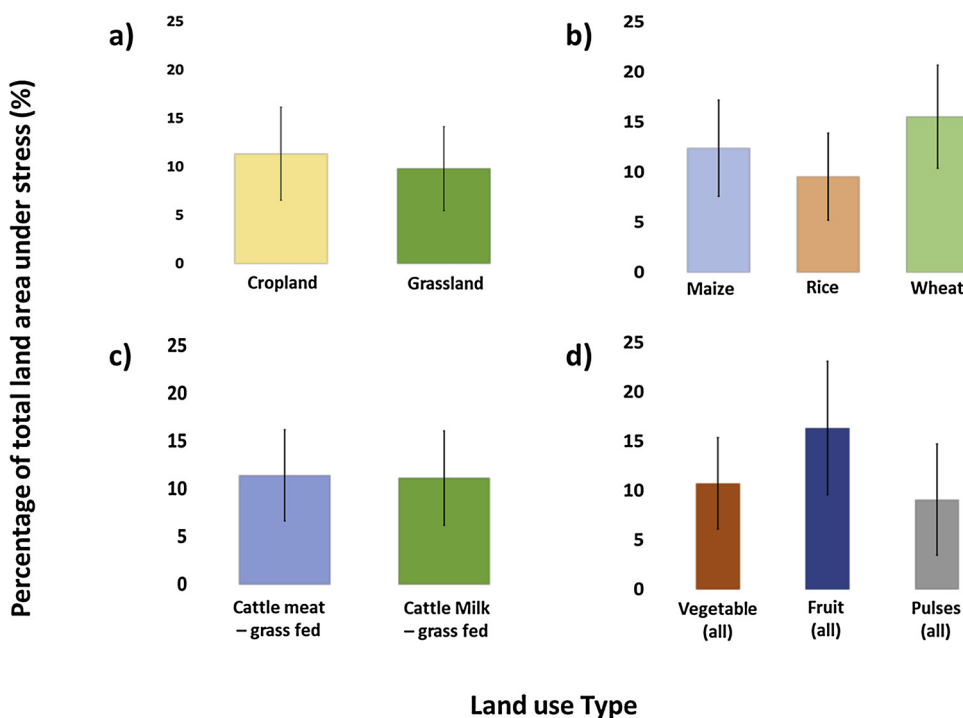 Percentage of total land area under stress (%)
a)
25
20
15
10
5
0
Cropland
Grassland
b)
25
20
15
10
5
0
Maize
Rice
Wheat
c)
25
20
15
10
5
0
Cattle meat
– grass fed
Cattle Milk
– grass fed
d)
25
20
15
10
5
0
Vegetable
(all)
Fruit
(all)
Pulses
(all)
Land use Type